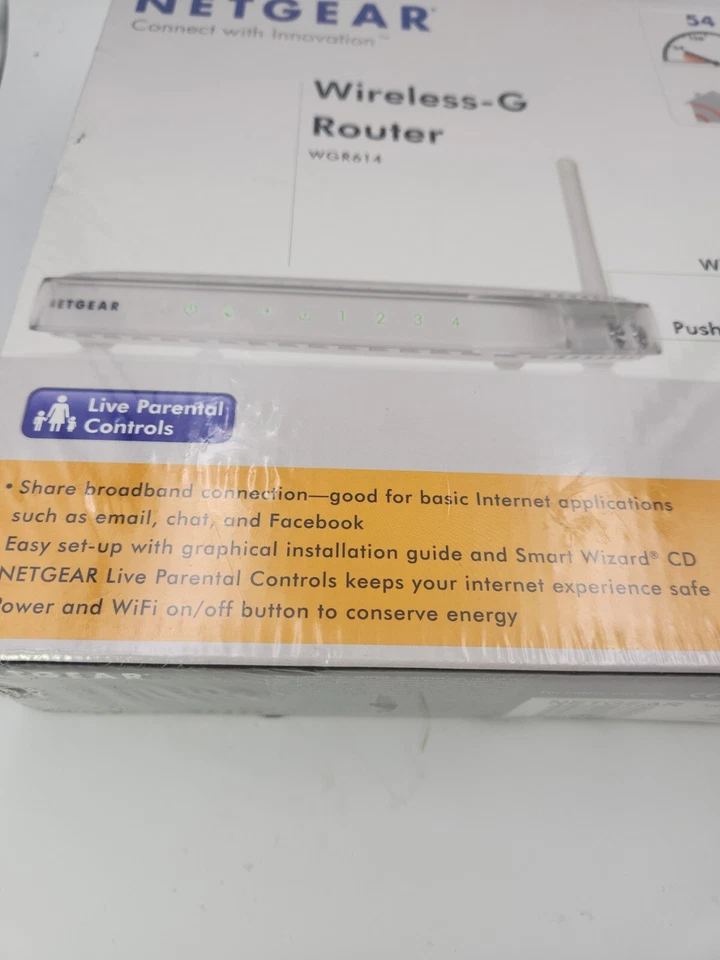 NETGEAR
Connect with Innovation™
54
Wireless-G
Router
WGR614
W
NETGEAR
1 2 3 4
Push
Live Parental
Controls
• Share broadband connection—good for basic Internet applications
such as email, chat, and Facebook
Easy set-up with graphical installation guide and Smart Wizard® CD
NETGEAR Live Parental Controls keeps your internet experience safe
Power and WiFi on/off button to conserve energy